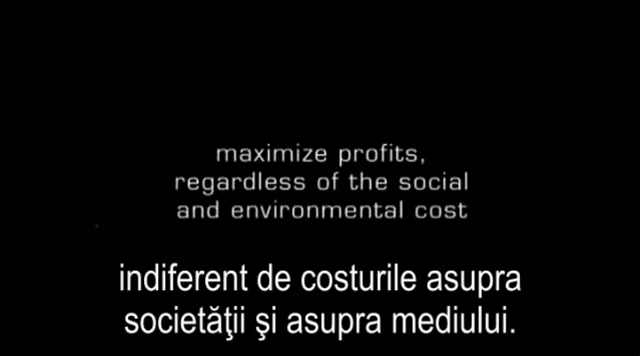 maximize profits,
regardless of the social
and environmental cost
indiferent de costurile asupra
societăţii şi asupra mediului.